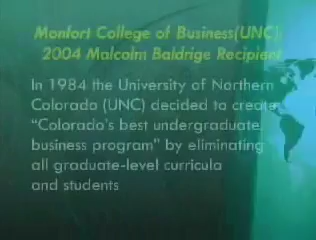 Monfort College of Business(UNC),
2004 Malcolm Baldrige Recipient
In 1984 the University of Northern
Colorado (UNC) decided to create
“Colorado's best undergraduate
business program” by eliminating
all graduate-level curricula
and students